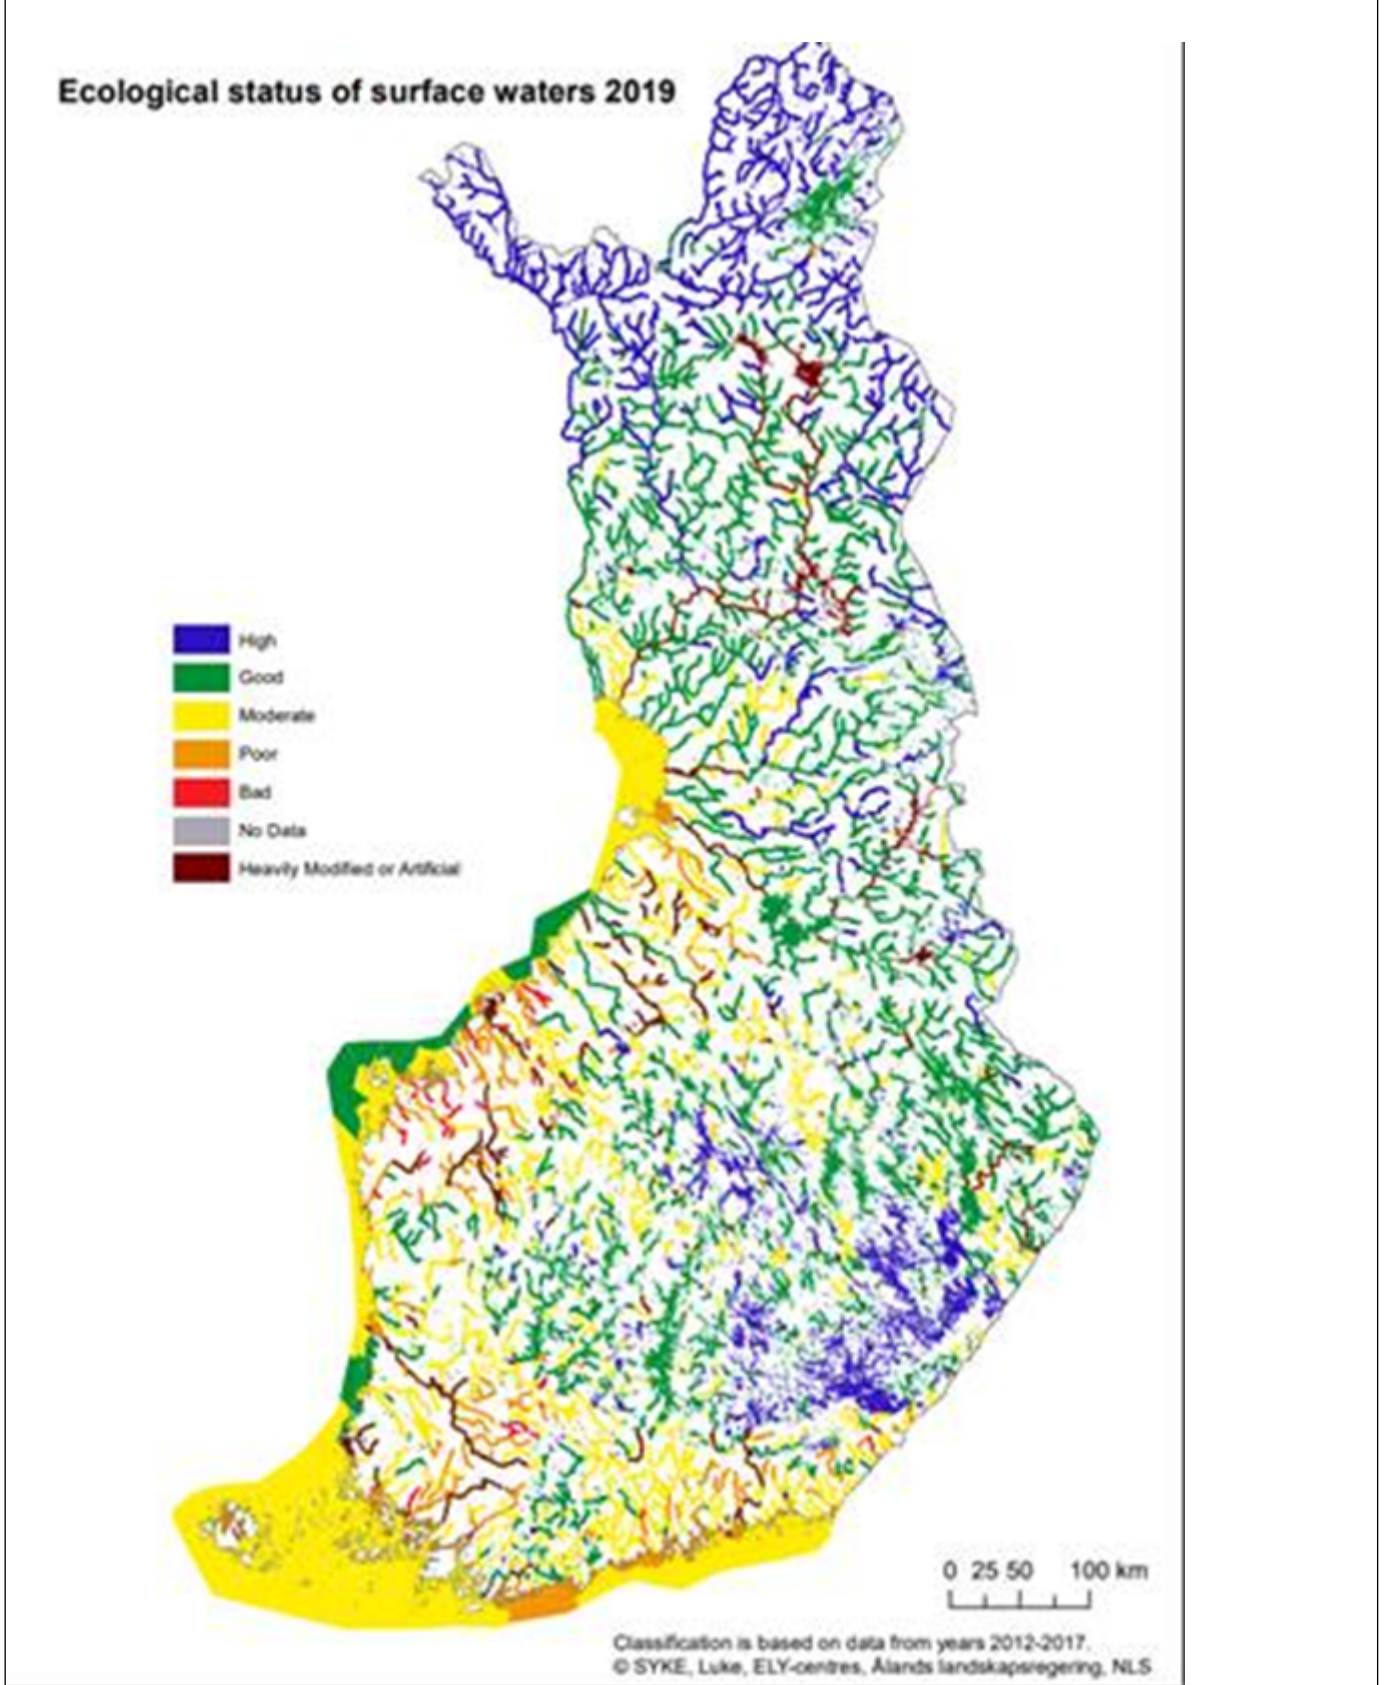 Ecological status of surface waters 2019
High
Good
Moderate
Poor
Bad
No Data
Heavily Modified or Artificial
0 25 50 100 km
Classification is based on data from years 2012-2017.
© SYKE, Luke, ELY-centres, Ålands landskapsregering, NLS